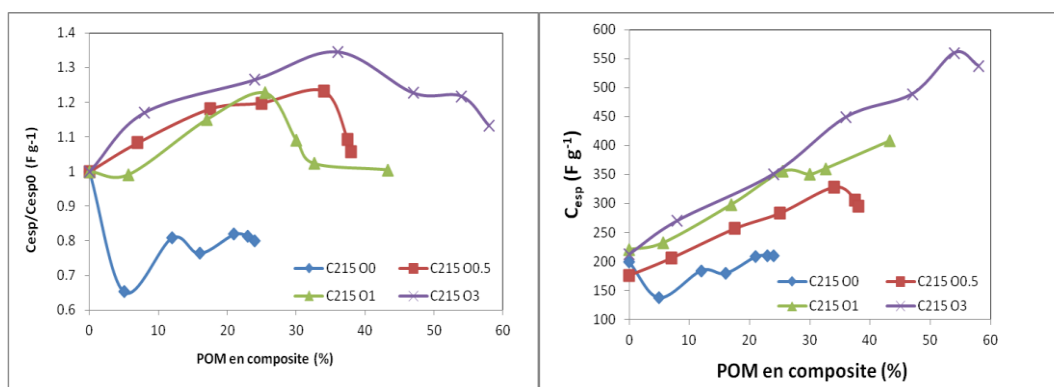 Cesp/Cesp0 (F g-1)
1.4
1.3
1.2
1.1
1
0.9
0.8
0.7
0.6
0 10 20 30 40 50 60
POM en composite (%)
C215 O0 C215 O0.5
C215 O1 C215 O3
Cesp (F g-1)
600
550
500
450
400
350
300
250
200
150
100
0 10 20 30 40 50 60
POM en composite (%)
C215 O0 C215 O0.5
C215 O1 C215 O3